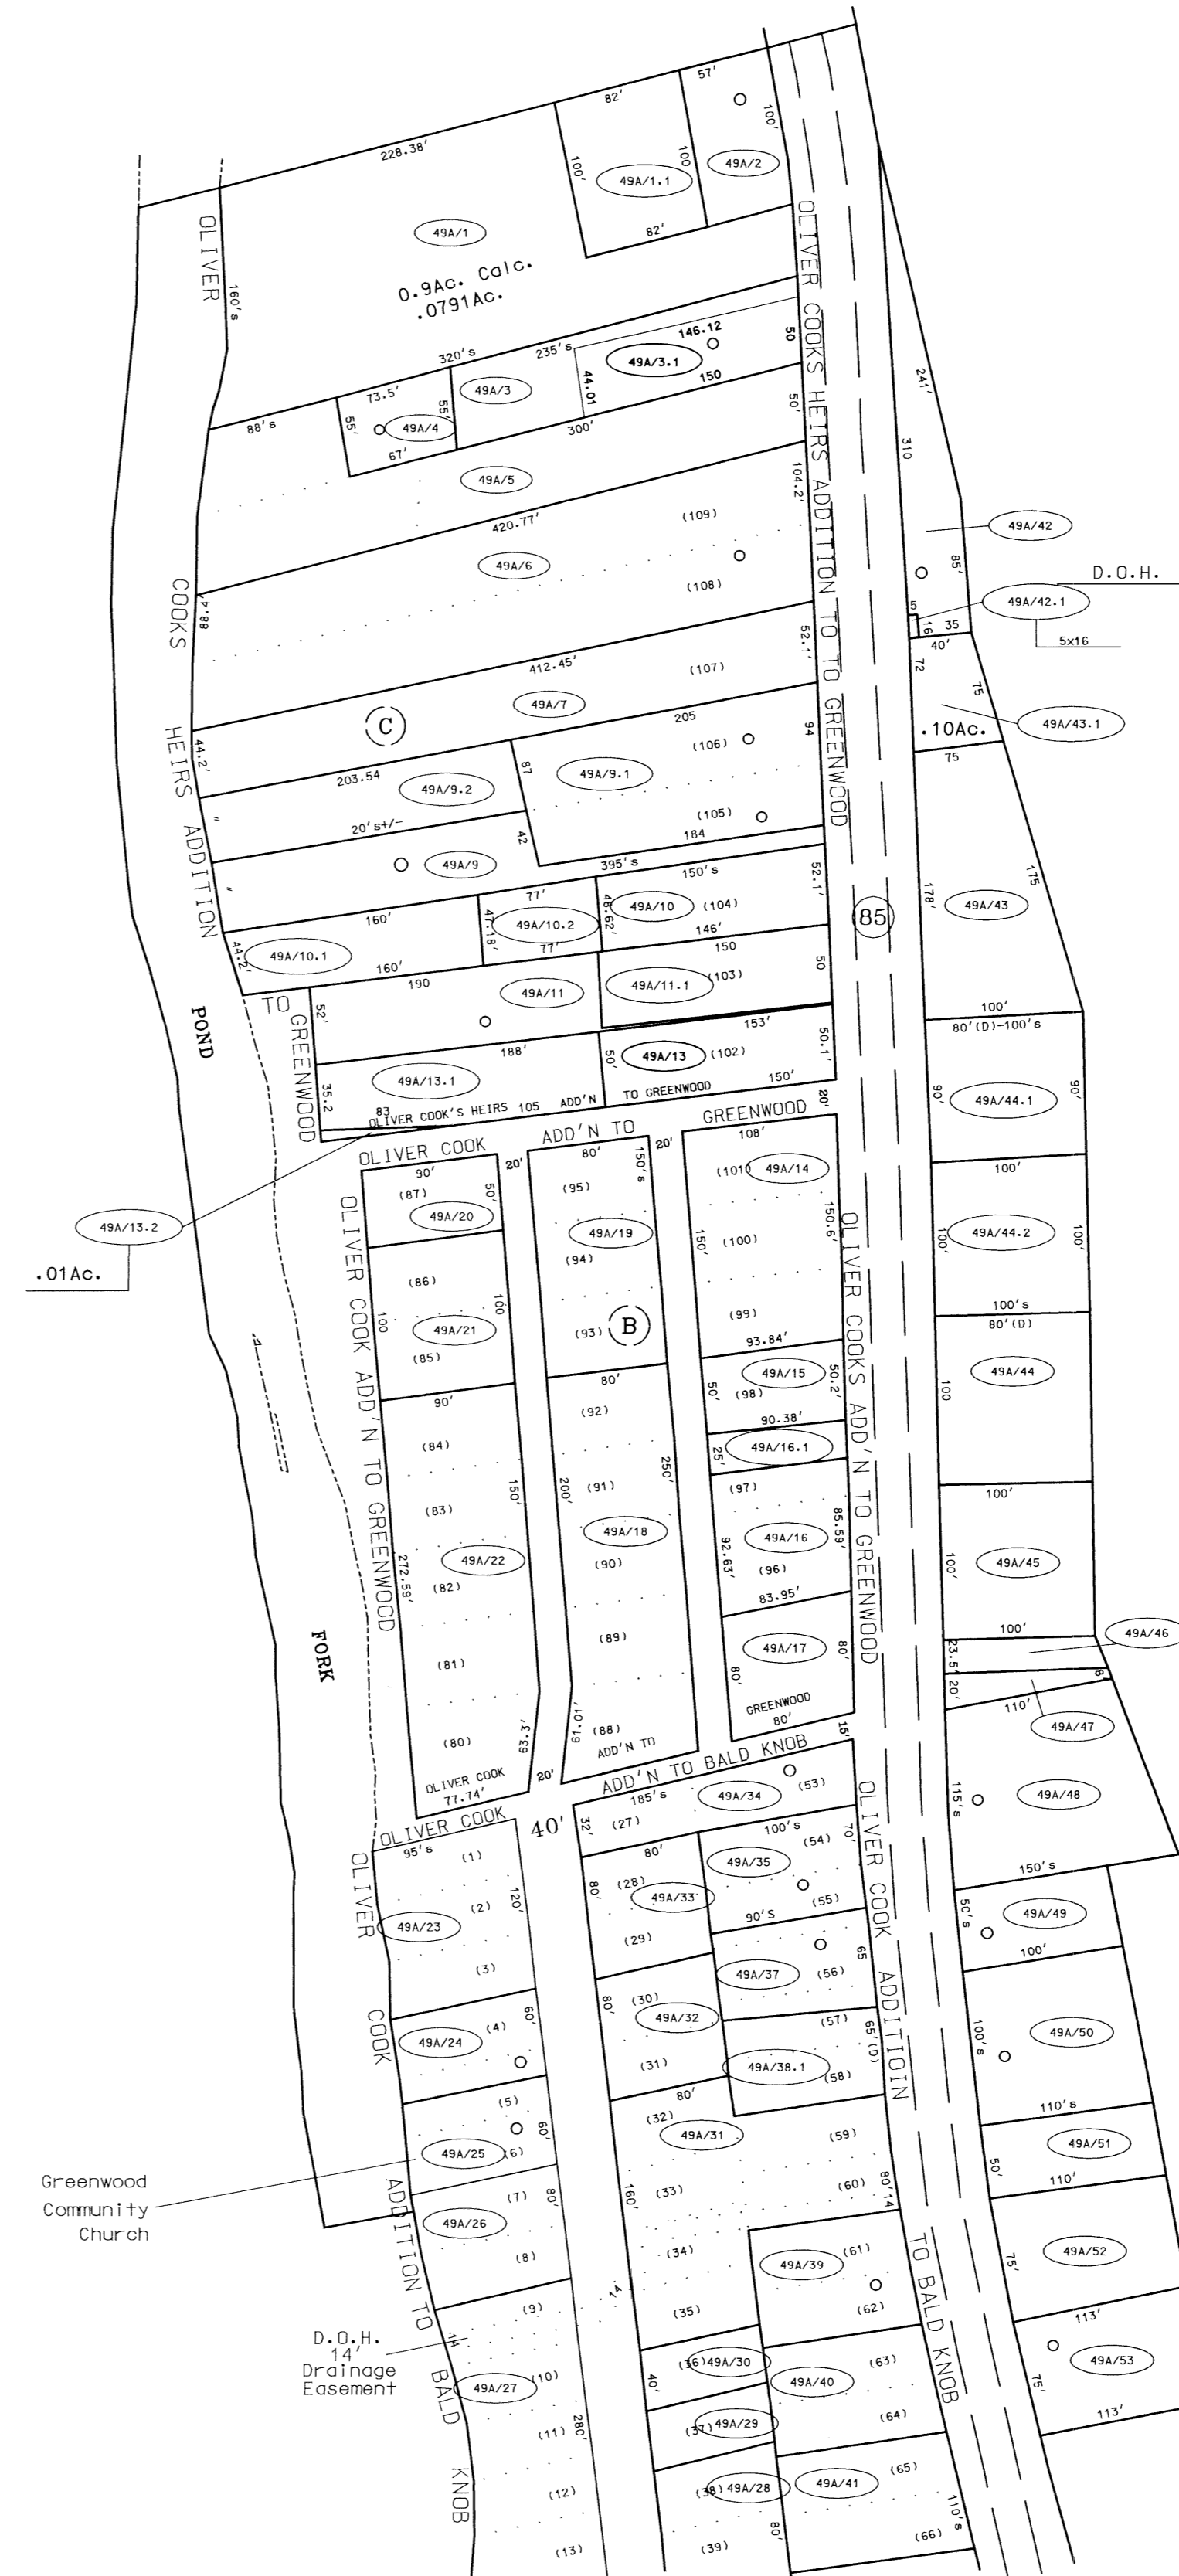 57'
82'
100'
228.38'
100'
100
49A/2
49A/1.1
82'
49A/1
0.9Ac. Calc.
.0791Ac.
OLIVER
160's
OLIVER COOKS HEIRS ADDITION TO TO GREENWOOD
320's
235's
146.12
50
49A/3.1
44.01
150
73.5'
49A/3
55'
55'
49A/4
88's
67'
300'
50'
241'
310
49A/5
104.2'
420.77'
(109)
49A/6
(108)
49A/42
85'
D.O.H.
49A/42.1
5
16
35
5x16
40'
COOKS
88.4'
52.1'
412.45'
(107)
49A/7
72
75
49A/43.1
.10Ac.
75
C
205
94
(106)
HEIRS
44.2'
203.54
49A/9.2
87
49A/9.1
20's+/-
"
42
(105)
184
49A/9
395's
150's
52.1'
ADDITION
"
77'
49A/10
(104)
175
178'
49A/43
85
160'
47.18'
49A/10.2
48.62'
146'
44.2'
49A/10.1
77'
160'
150
50
190
49A/11
49A/11.1
(103)
TO
GREENWOOD
52'
POND
153'
50.1'
100'
80'(D)-100's
188'
50'
49A/13
(102)
49A/13.1
150'
35.2
83
OLIVER COOK'S HEIRS 105 ADD'N TO GREENWOOD
20'
90'
49A/44.1
90'
OLIVER COOK ADD'N TO GREENWOOD
90'
20'
80'
150's
20'
108'
100'
(87)
50'
(95)
(101)
49A/14
49A/20
49A/13.2
.01Ac.
49A/19
150'
(100)
150.6'
100'
49A/44.2
100'
(94)
(86)
100
100
49A/21
(93)
B
(99)
(85)
93.84'
100's
80'(D)
OLIVER COOK ADD'N TO GREENWOOD
OLIVER COOKS ADD'N TO GREENWOOD
90'
80'
50'
49A/15
(98)
50.2'
49A/44
100
(92)
90.38'
(84)
25'
49A/16.1
250'
(97)
150'
200'
(91)
100'
(83)
49A/18
49A/16
85.59'
92.63'
(90)
(96)
49A/22
272.59'
(82)
83.95'
100'
49A/45
(89)
49A/17
80'
80'
100'
49A/46
(81)
FORK
23.5'
8
20'
GREENWOOD
80'
110'
49A/47
63.3'
61.01'
(88)
(80)
ADD'N TO
15'
OLIVER COOK
77.74'
20'
OLIVER COOK
40'
ADD'N TO BALD KNOB
185's
49A/34
(53)
32'
(27)
115's
49A/48
95's
(1)
100's
(54)
70'
80'
49A/35
(28)
80'
49A/33
(2)
120'
49A/23
(55)
150's
90'S
(29)
50's
49A/49
(3)
65
100'
49A/37
(56)
(30)
80'
49A/32
60'
(4)
49A/24
(57)
65'(D)
(31)
49A/38.1
(58)
100's
49A/50
80'
(5)
(32)
49A/31
110's
60'
49A/25
(6)
(59)
49A/51
50'
Greenwood
Community
Church
(7)
80'
49A/26
160'
(33)
(60)
80'
14
110'
(34)
(8)
49A/39
(61)
49A/52
75'
14
(9)
(35)
(62)
113'
D.O.H.
14'
Drainage
Easement
14
(10)
49A/27
(36)
49A/30
(63)
49A/40
40'
49A/53
75'
280'
(11)
(37)
49A/29
(64)
113'
(12)
(38)
49A/28
49A/41
(65)
110's
80'
(66)
(13)
(39)
OLIVER COOK ADDITION TO BALD KNOB
OLIVER COOK ADDITIOIN TO BALD KNOB